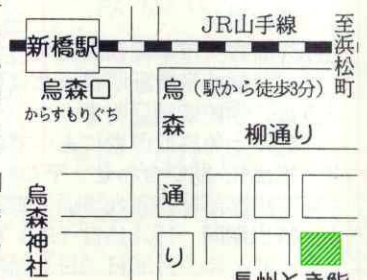 JR山手線
至浜松町
新橋駅
烏森口
からすもりぐち
(駅から徒歩3分)
烏森通り
柳通り
烏森神社